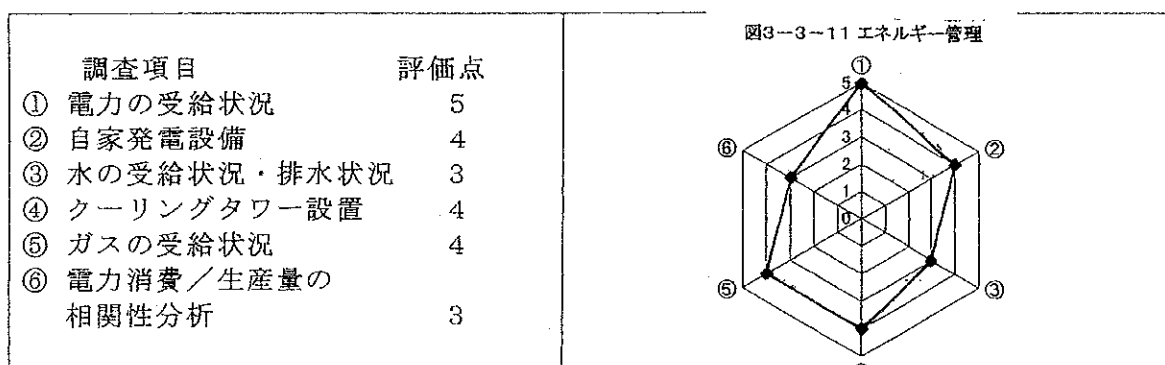 調査項目 評価点
① 電力の受給状況 5
② 自家発電設備 4
③ 水の受給状況・排水状況 3
④ クーリングタワー設置 4
⑤ ガスの受給状況 4
⑥ 電力消費／生産量の
相関性分析 3
図3-3-11 エネルギー管理
①
5
4
⑥ ②
3
2
1
0
⑤ ③